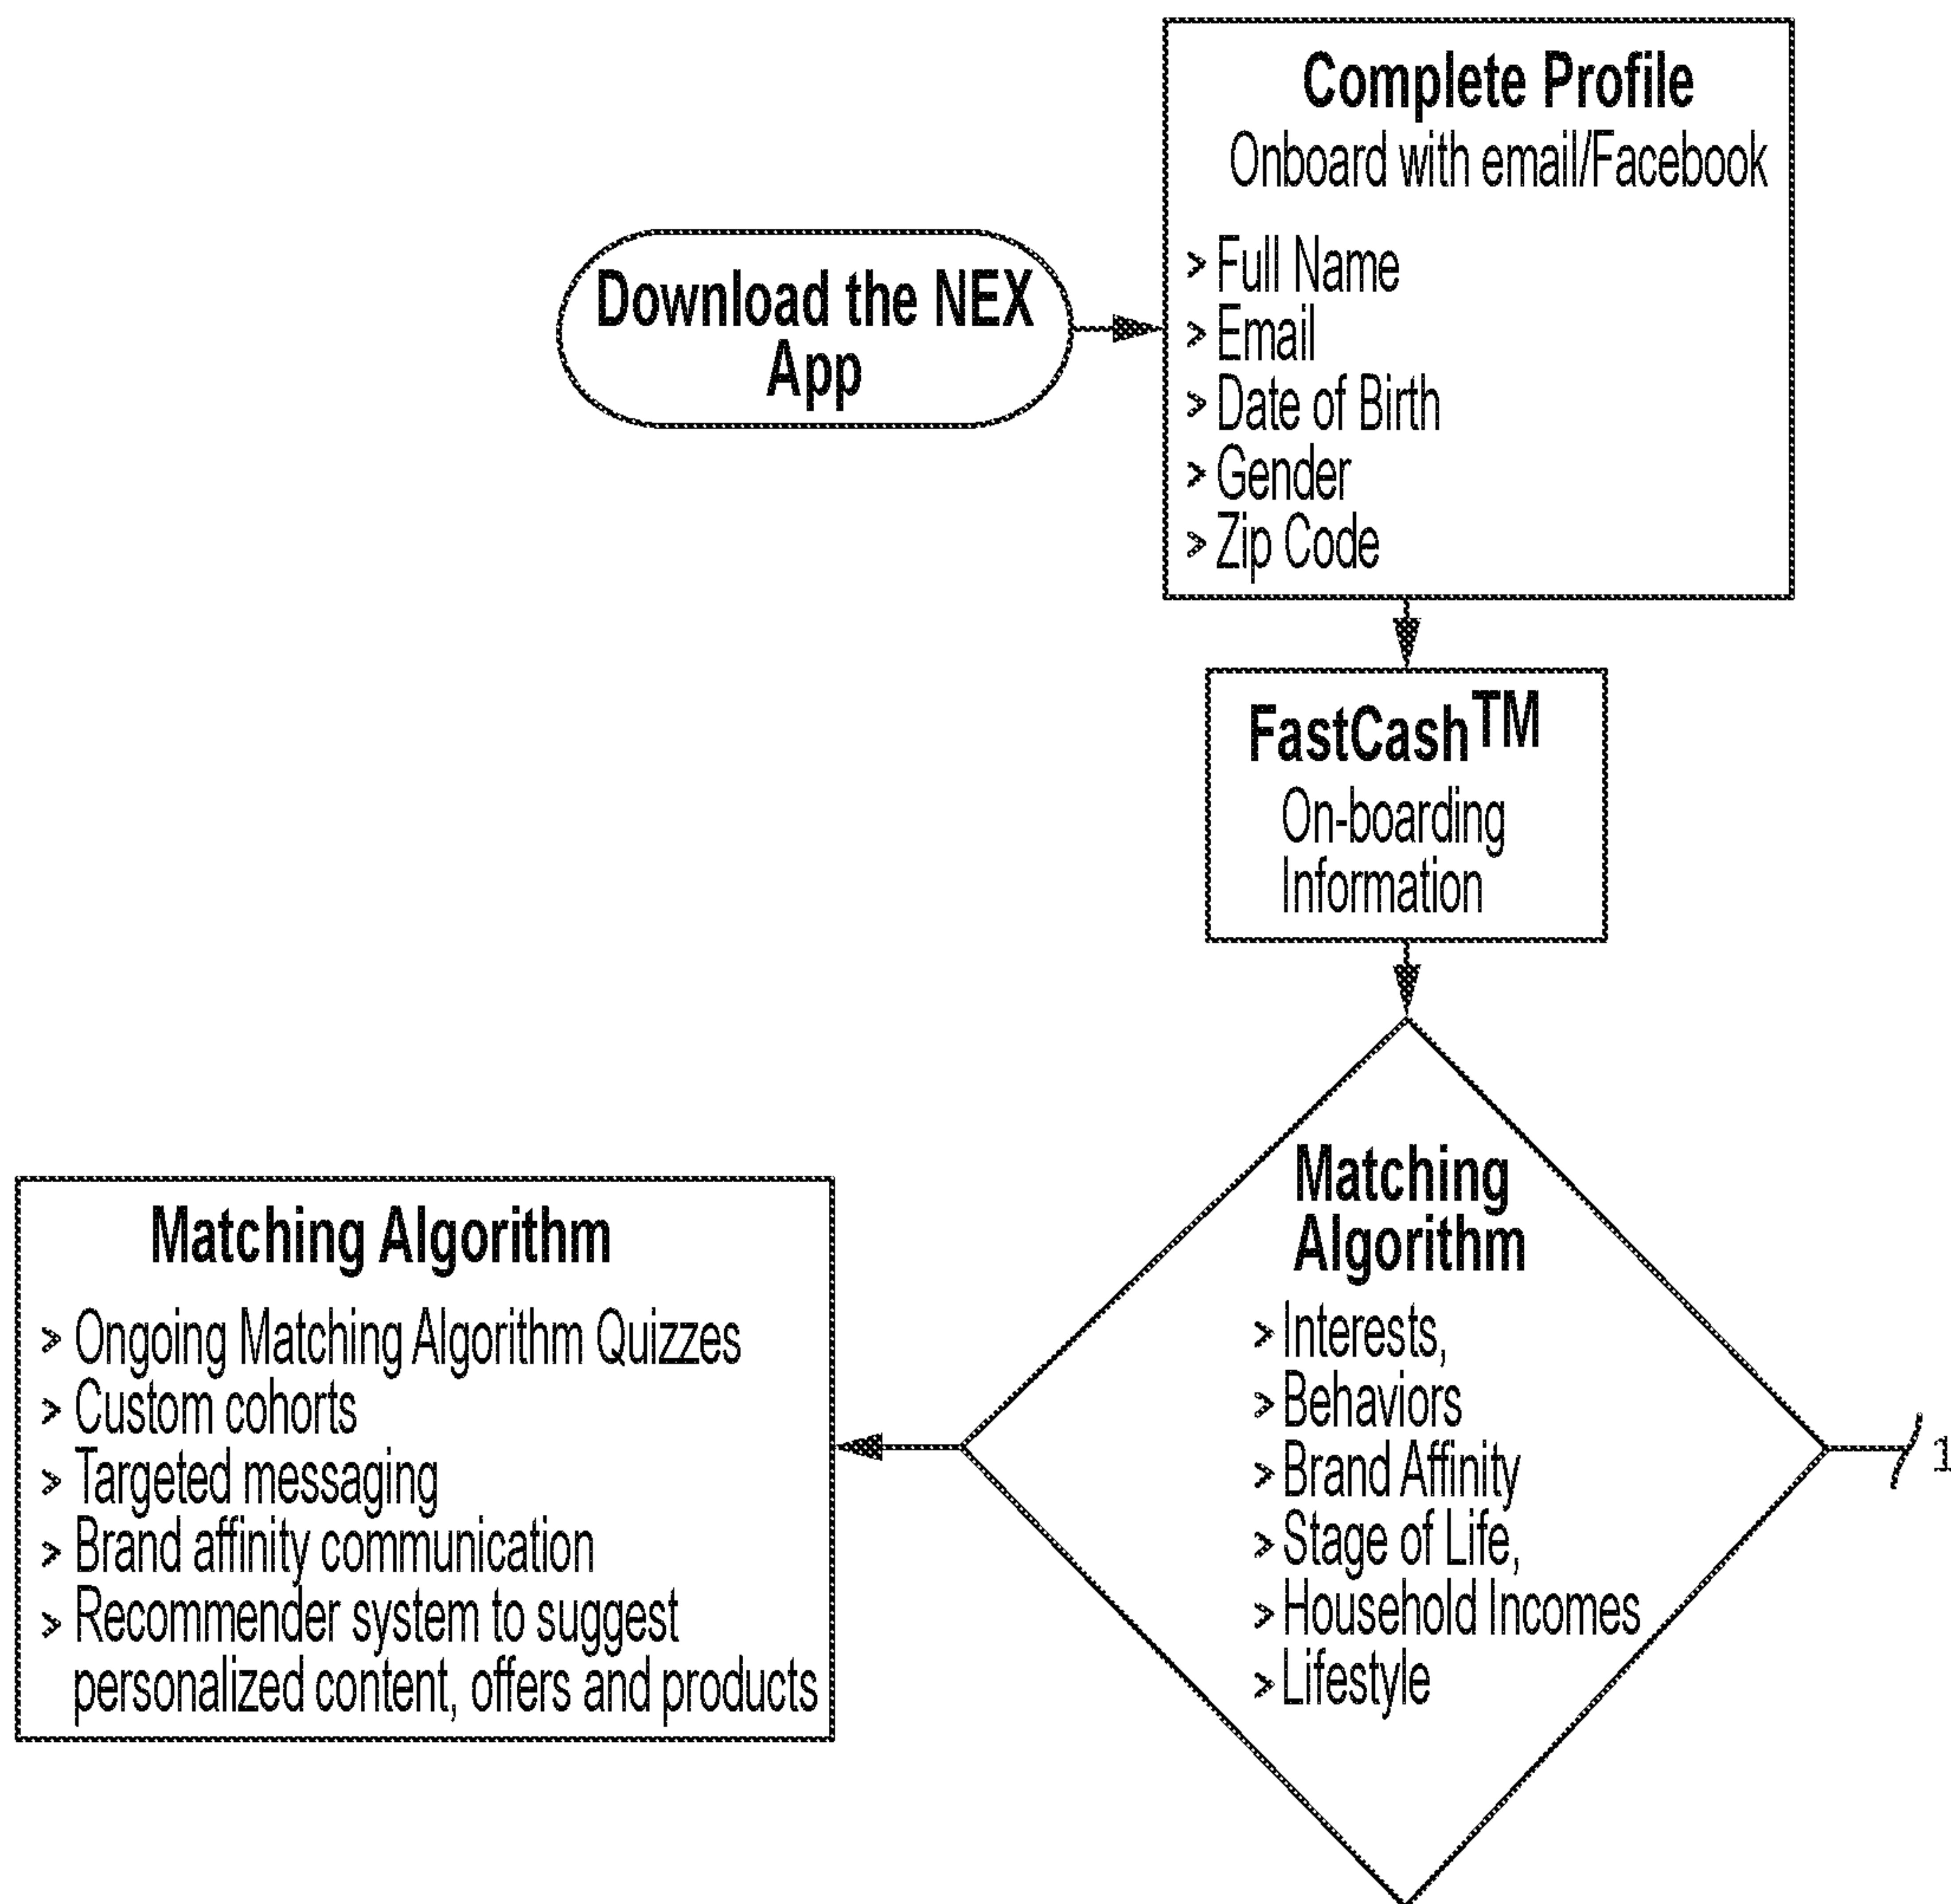 Complete Profile
Onboard with email/Facebook
> Full Name
> Email
> Date of Birth
> Gender
> Zip Code
Download the NEX
App
FastCash™
On-boarding
Information
Matching
Algorithm
> Interests,
> Behaviors
> Brand Affinity
> Stage of Life,
> Household Incomes
> Lifestyle
Matching Algorithm
> Ongoing Matching Algorithm Quizzes
> Custom cohorts
> Targeted messaging
> Brand affinity communication
> Recommender system to suggest
personalized content, offers and products
1